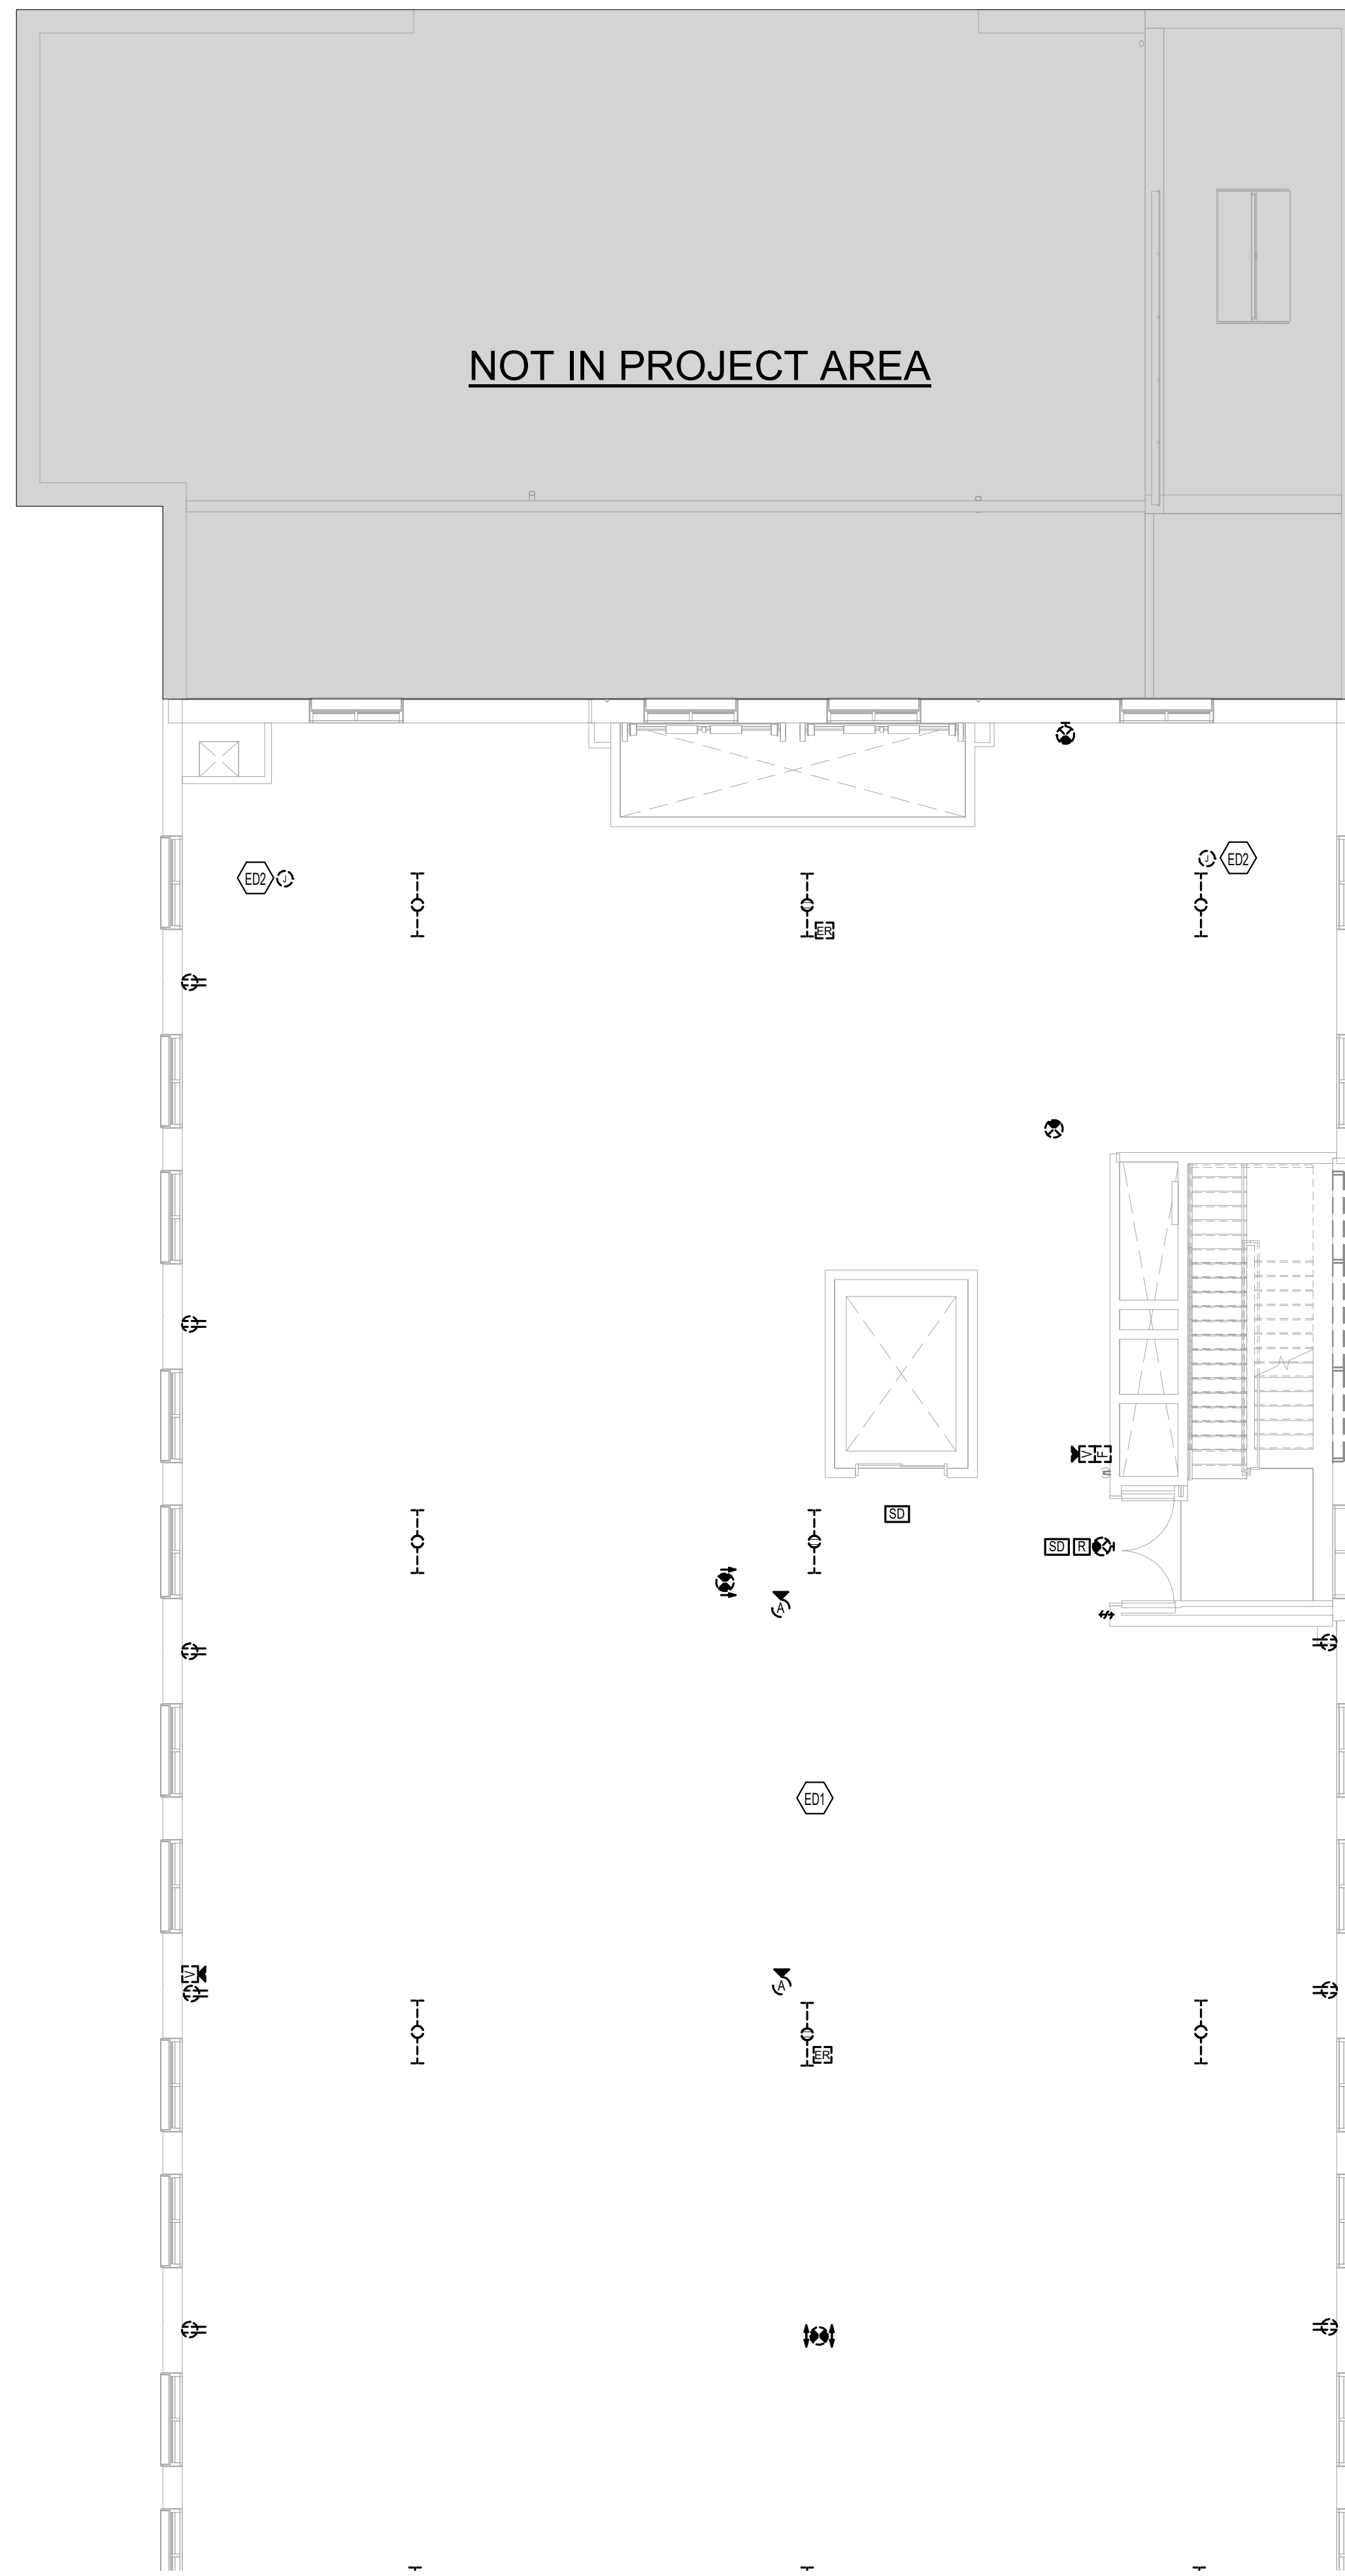 NOT IN PROJECT AREA
ED2 J
J ED2
ER
V F
SD
SD R
A
$
ED1
V
A
ER